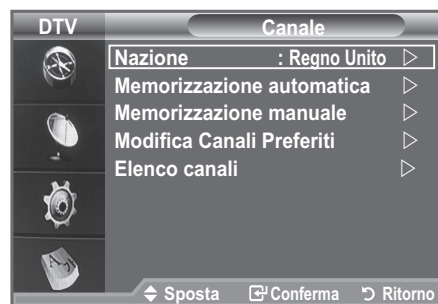 DTV Canale
Nazione : Regno Unito
Memorizzazione automatica
Memorizzazione manuale
Modifica Canali Preferiti
Elenco canali
Sposta Conferma Ritorno